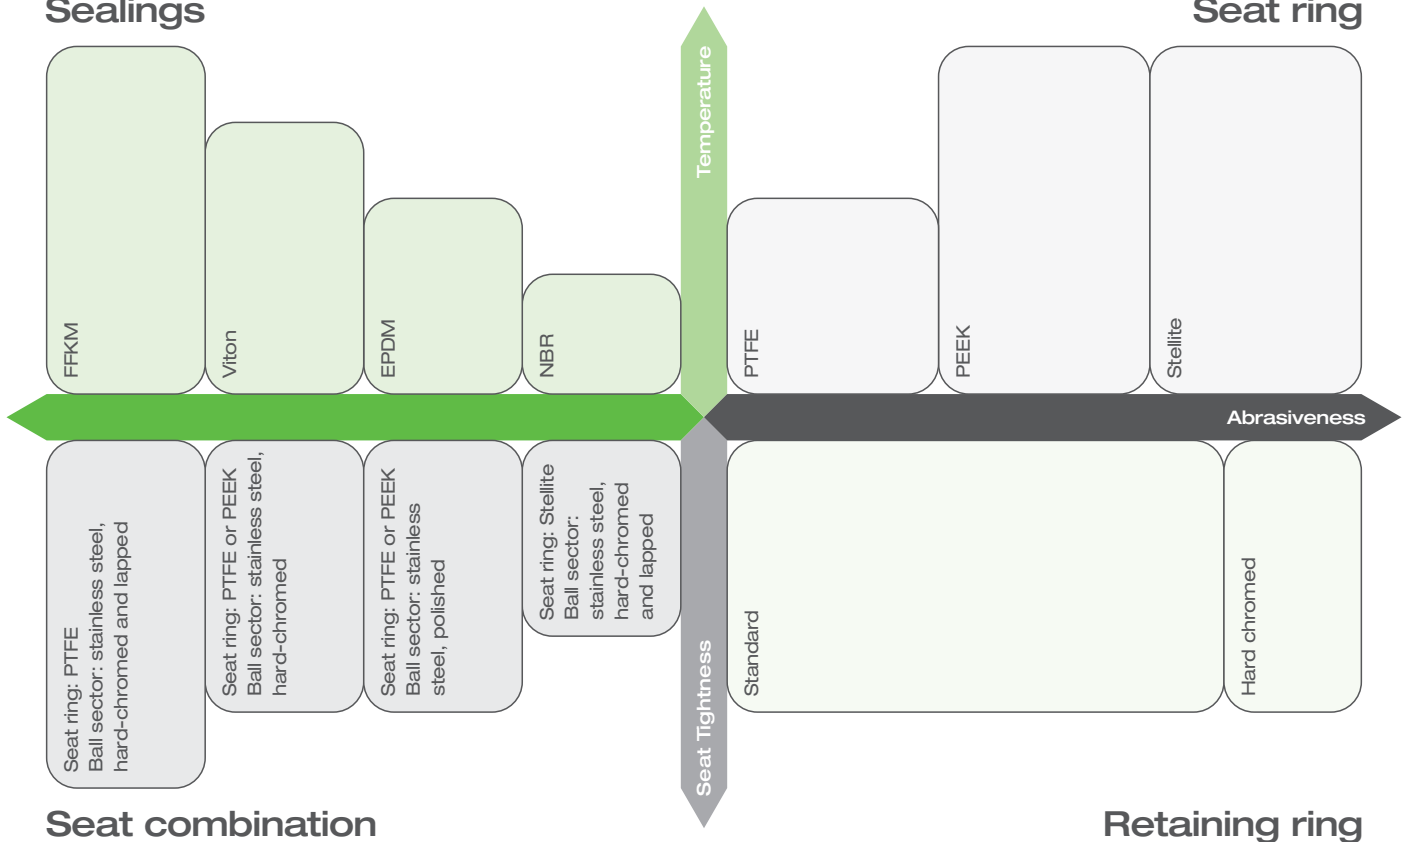 Sealings
Seat ring
Temperature
FFKM
Viton
EPDM
NBR
PTFE
PEEK
Stellite
Abrasiveness
Seat ring: PTFE
Ball sector: stainless steel,
hard-chromed and lapped
Seat ring: PTFE or PEEK
Ball sector: stainless steel,
hard-chromed
Seat ring: PTFE or PEEK
Ball sector: stainless
steel, polished
Seat ring: Stellite
Ball sector:
stainless steel,
hard-chromed
and lapped
Seat Tightness
Standard
Hard chromed
Seat combination
Retaining ring